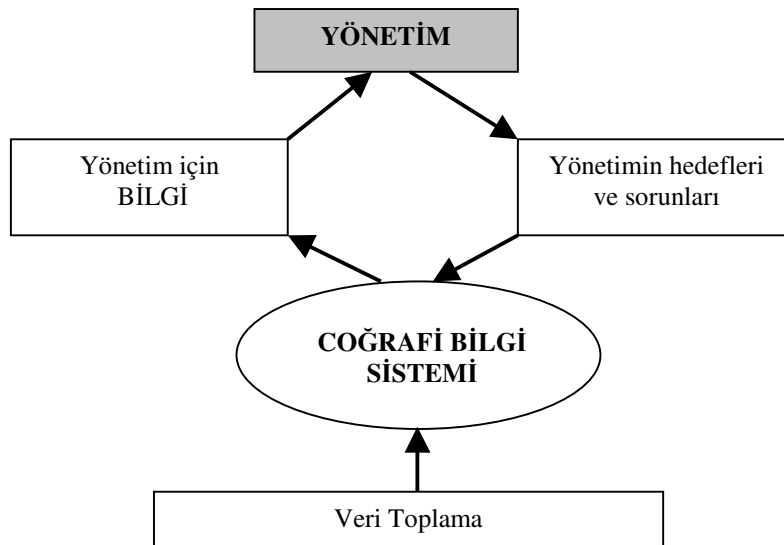 YÖNETİM
Yönetim için
BİLGİ
Yönetimin hedefleri
ve sorunları
COĞRAFİ BİLGİ
SİSTEMİ
Veri Toplama